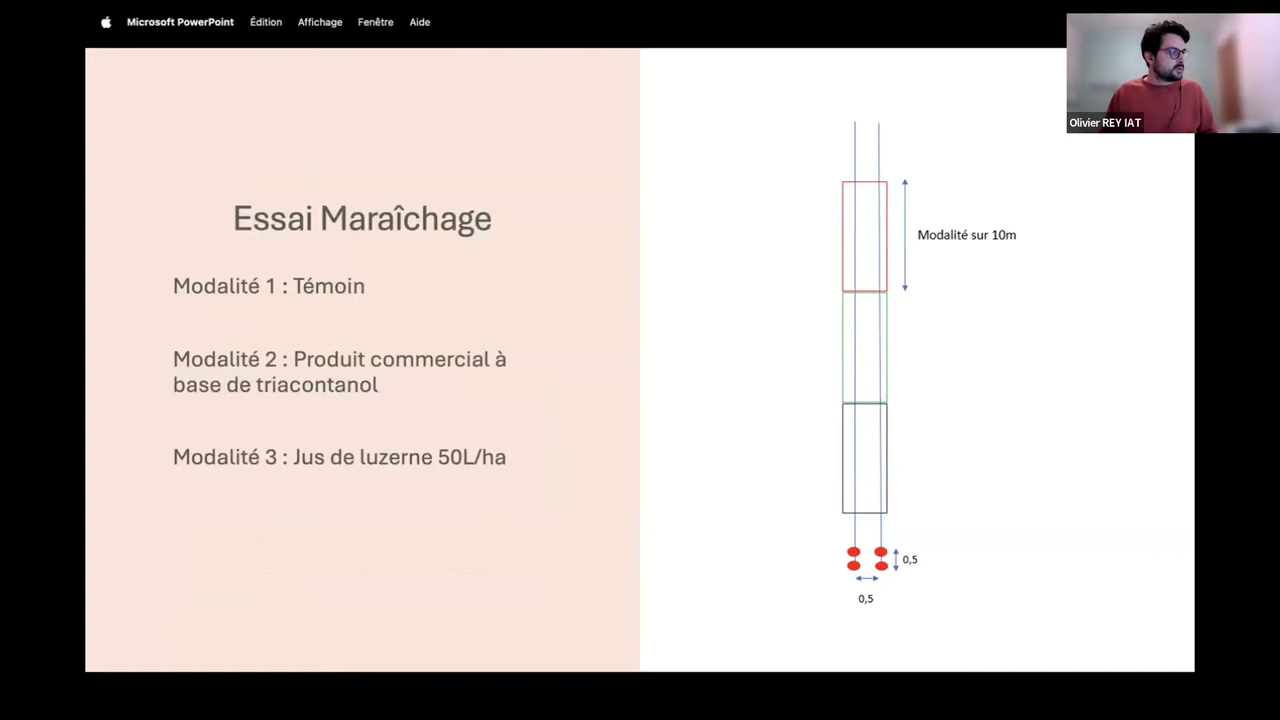 Microsoft PowerPoint Édition Affichage Fenêtre Aide
Olivier REY IAT
Essai Maraîchage
Modalité 1 : Témoin
Modalité 2 : Produit commercial à
base de triacontanol
Modalité 3 : Jus de luzerne 50L/ha
Modalité sur 10m
0,5
0,5